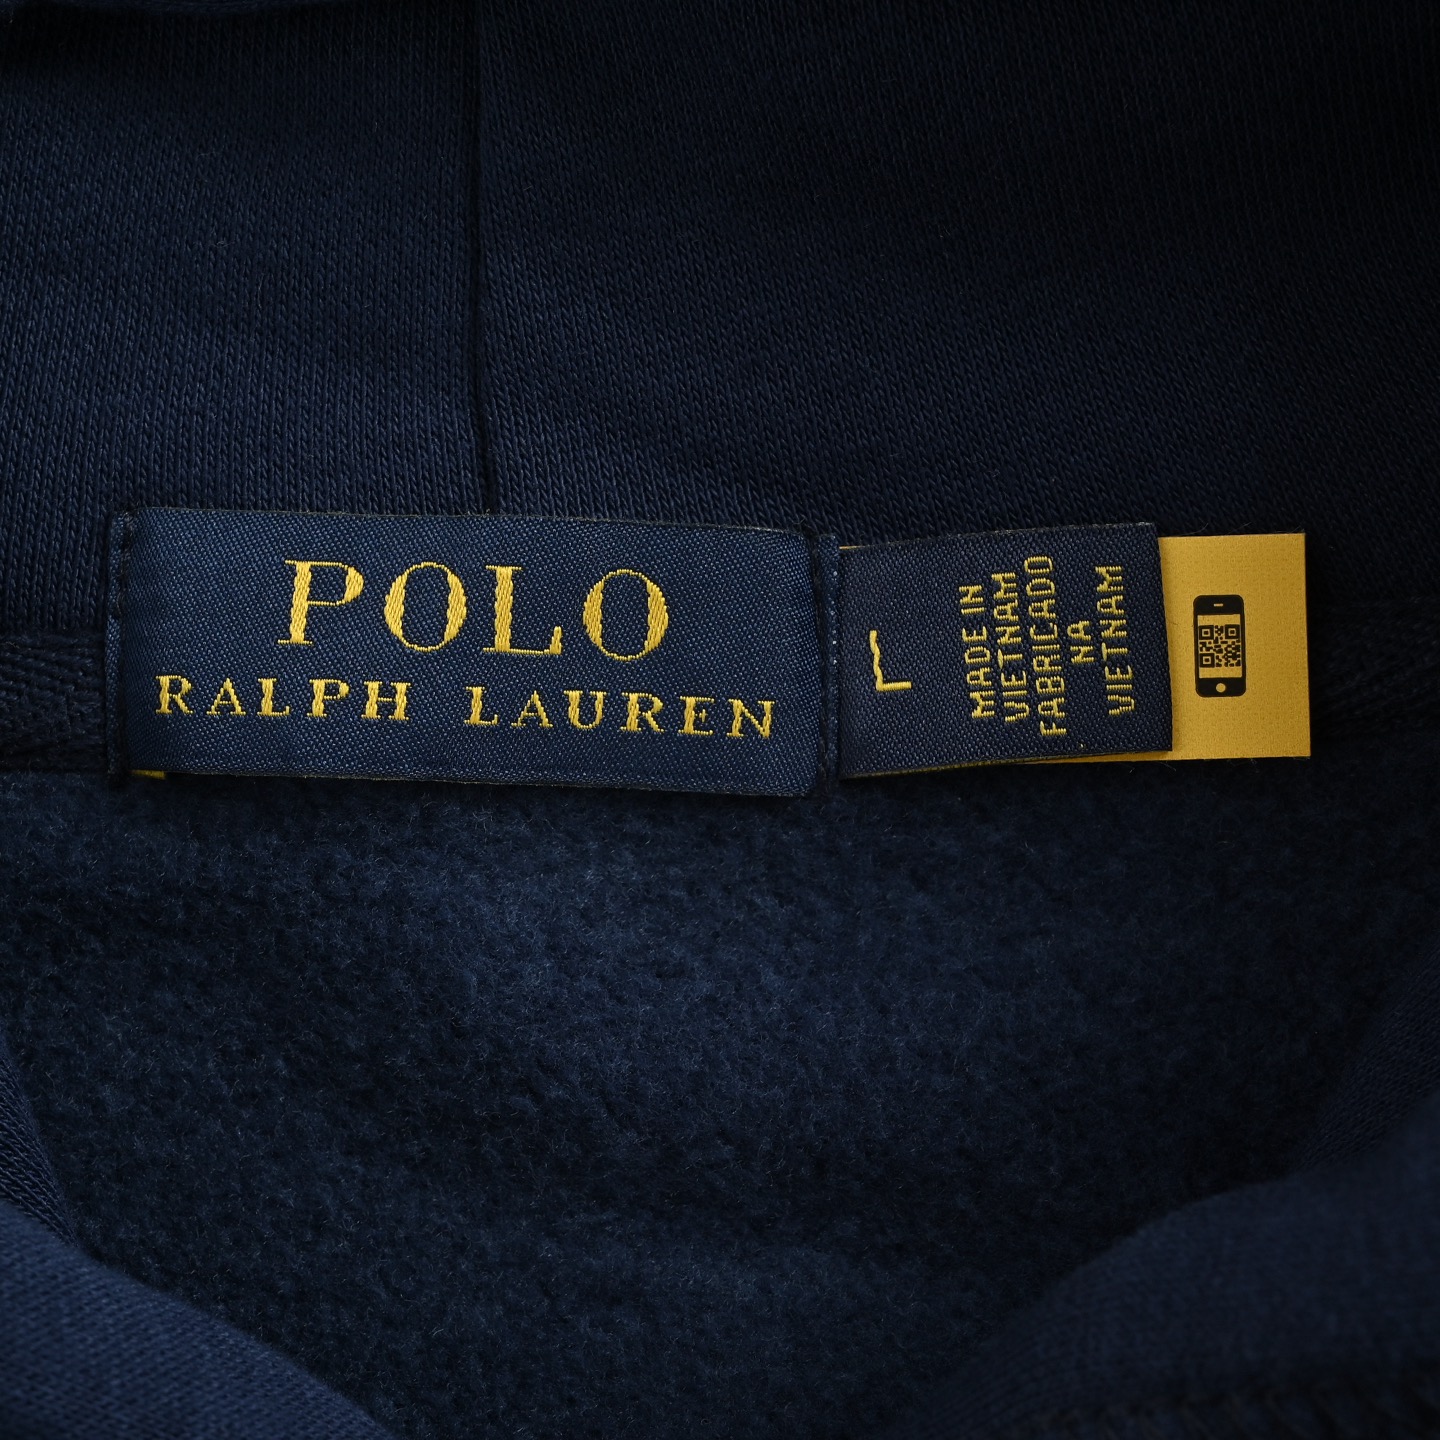 POLO
RALPH LAUREN
L
MADE IN
VIETNAM
FABRICADO
NA
VIETNAM